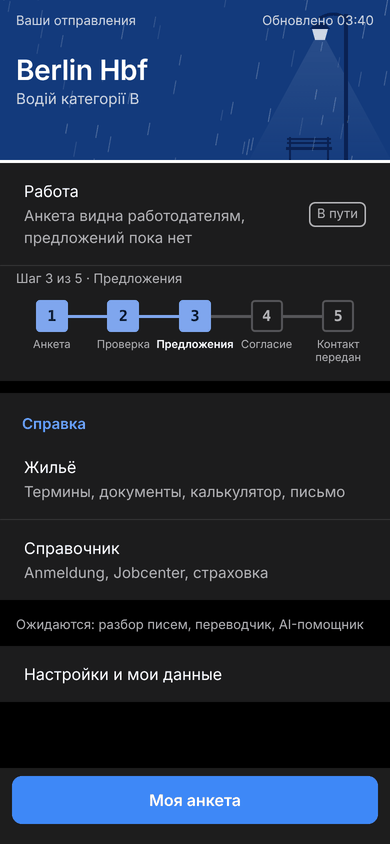 Ваши отправления
Обновлено 03:40
Berlin Hbf
Водій категорії B
Работа
Анкета видна работодателям,
предложений пока нет
В пути
Шаг 3 из 5 · Предложения
1 2 3 4 5
Анкета Проверка Предложения Согласие Контакт
передан
Справка
Жильё
Термины, документы, калькулятор, письмо
Справочник
Anmeldung, Jobcenter, страховка
Ожидаются: разбор писем, переводчик, AI-помощник
Настройки и мои данные
Моя анкета